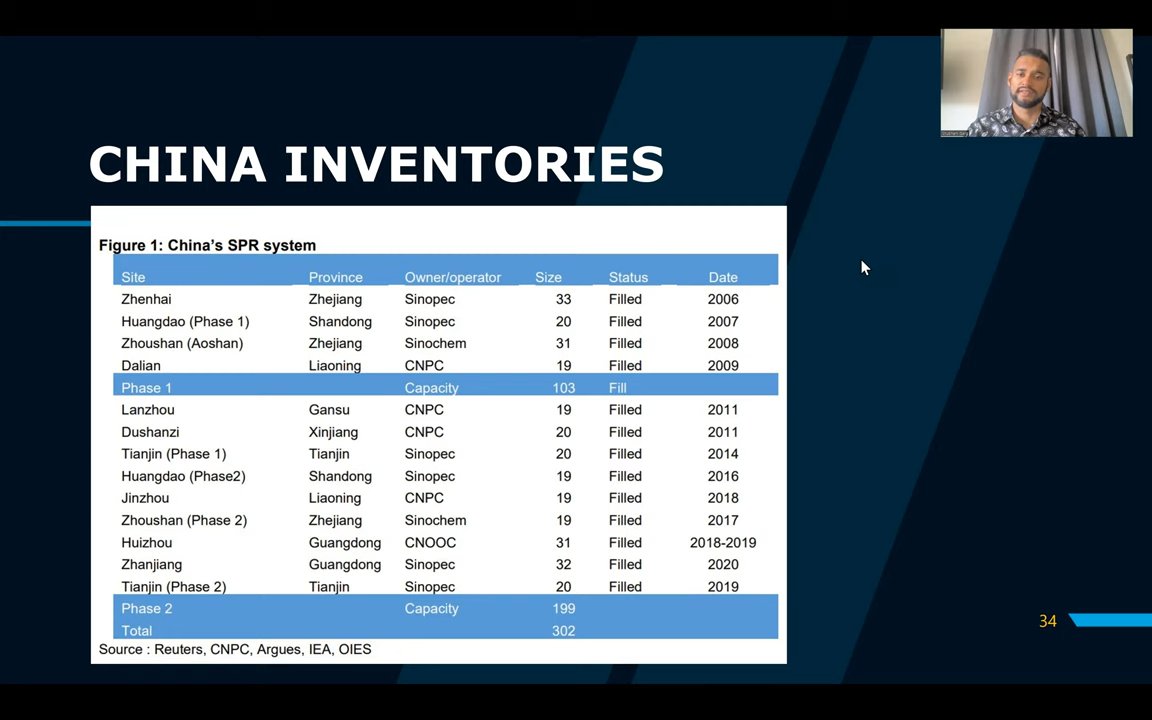 CHINA INVENTORIES
Figure 1: China's SPR system
Site Province Owner/operator Size Status Date
Zhenhai Zhejiang Sinopec 33 Filled 2006
Huangdao (Phase 1) Shandong Sinopec 20 Filled 2007
Zhoushan (Aoshan) Zhejiang Sinochem 31 Filled 2008
Dalian Liaoning CNPC 19 Filled 2009
Phase 1 Capacity 103 Fill
Lanzhou Gansu CNPC 19 Filled 2011
Dushanzi Xinjiang CNPC 20 Filled 2011
Tianjin (Phase 1) Tianjin Sinopec 20 Filled 2014
Huangdao (Phase2) Shandong Sinopec 19 Filled 2016
Jinzhou Liaoning CNPC 19 Filled 2018
Zhoushan (Phase 2) Zhejiang Sinochem 19 Filled 2017
Huizhou Guangdong CNOOC 31 Filled 2018-2019
Zhanjiang Guangdong Sinopec 32 Filled 2020
Tianjin (Phase 2) Tianjin Sinopec 20 Filled 2019
Phase 2 Capacity 199
Total 302
Source : Reuters, CNPC, Argues, IEA, OIES
34